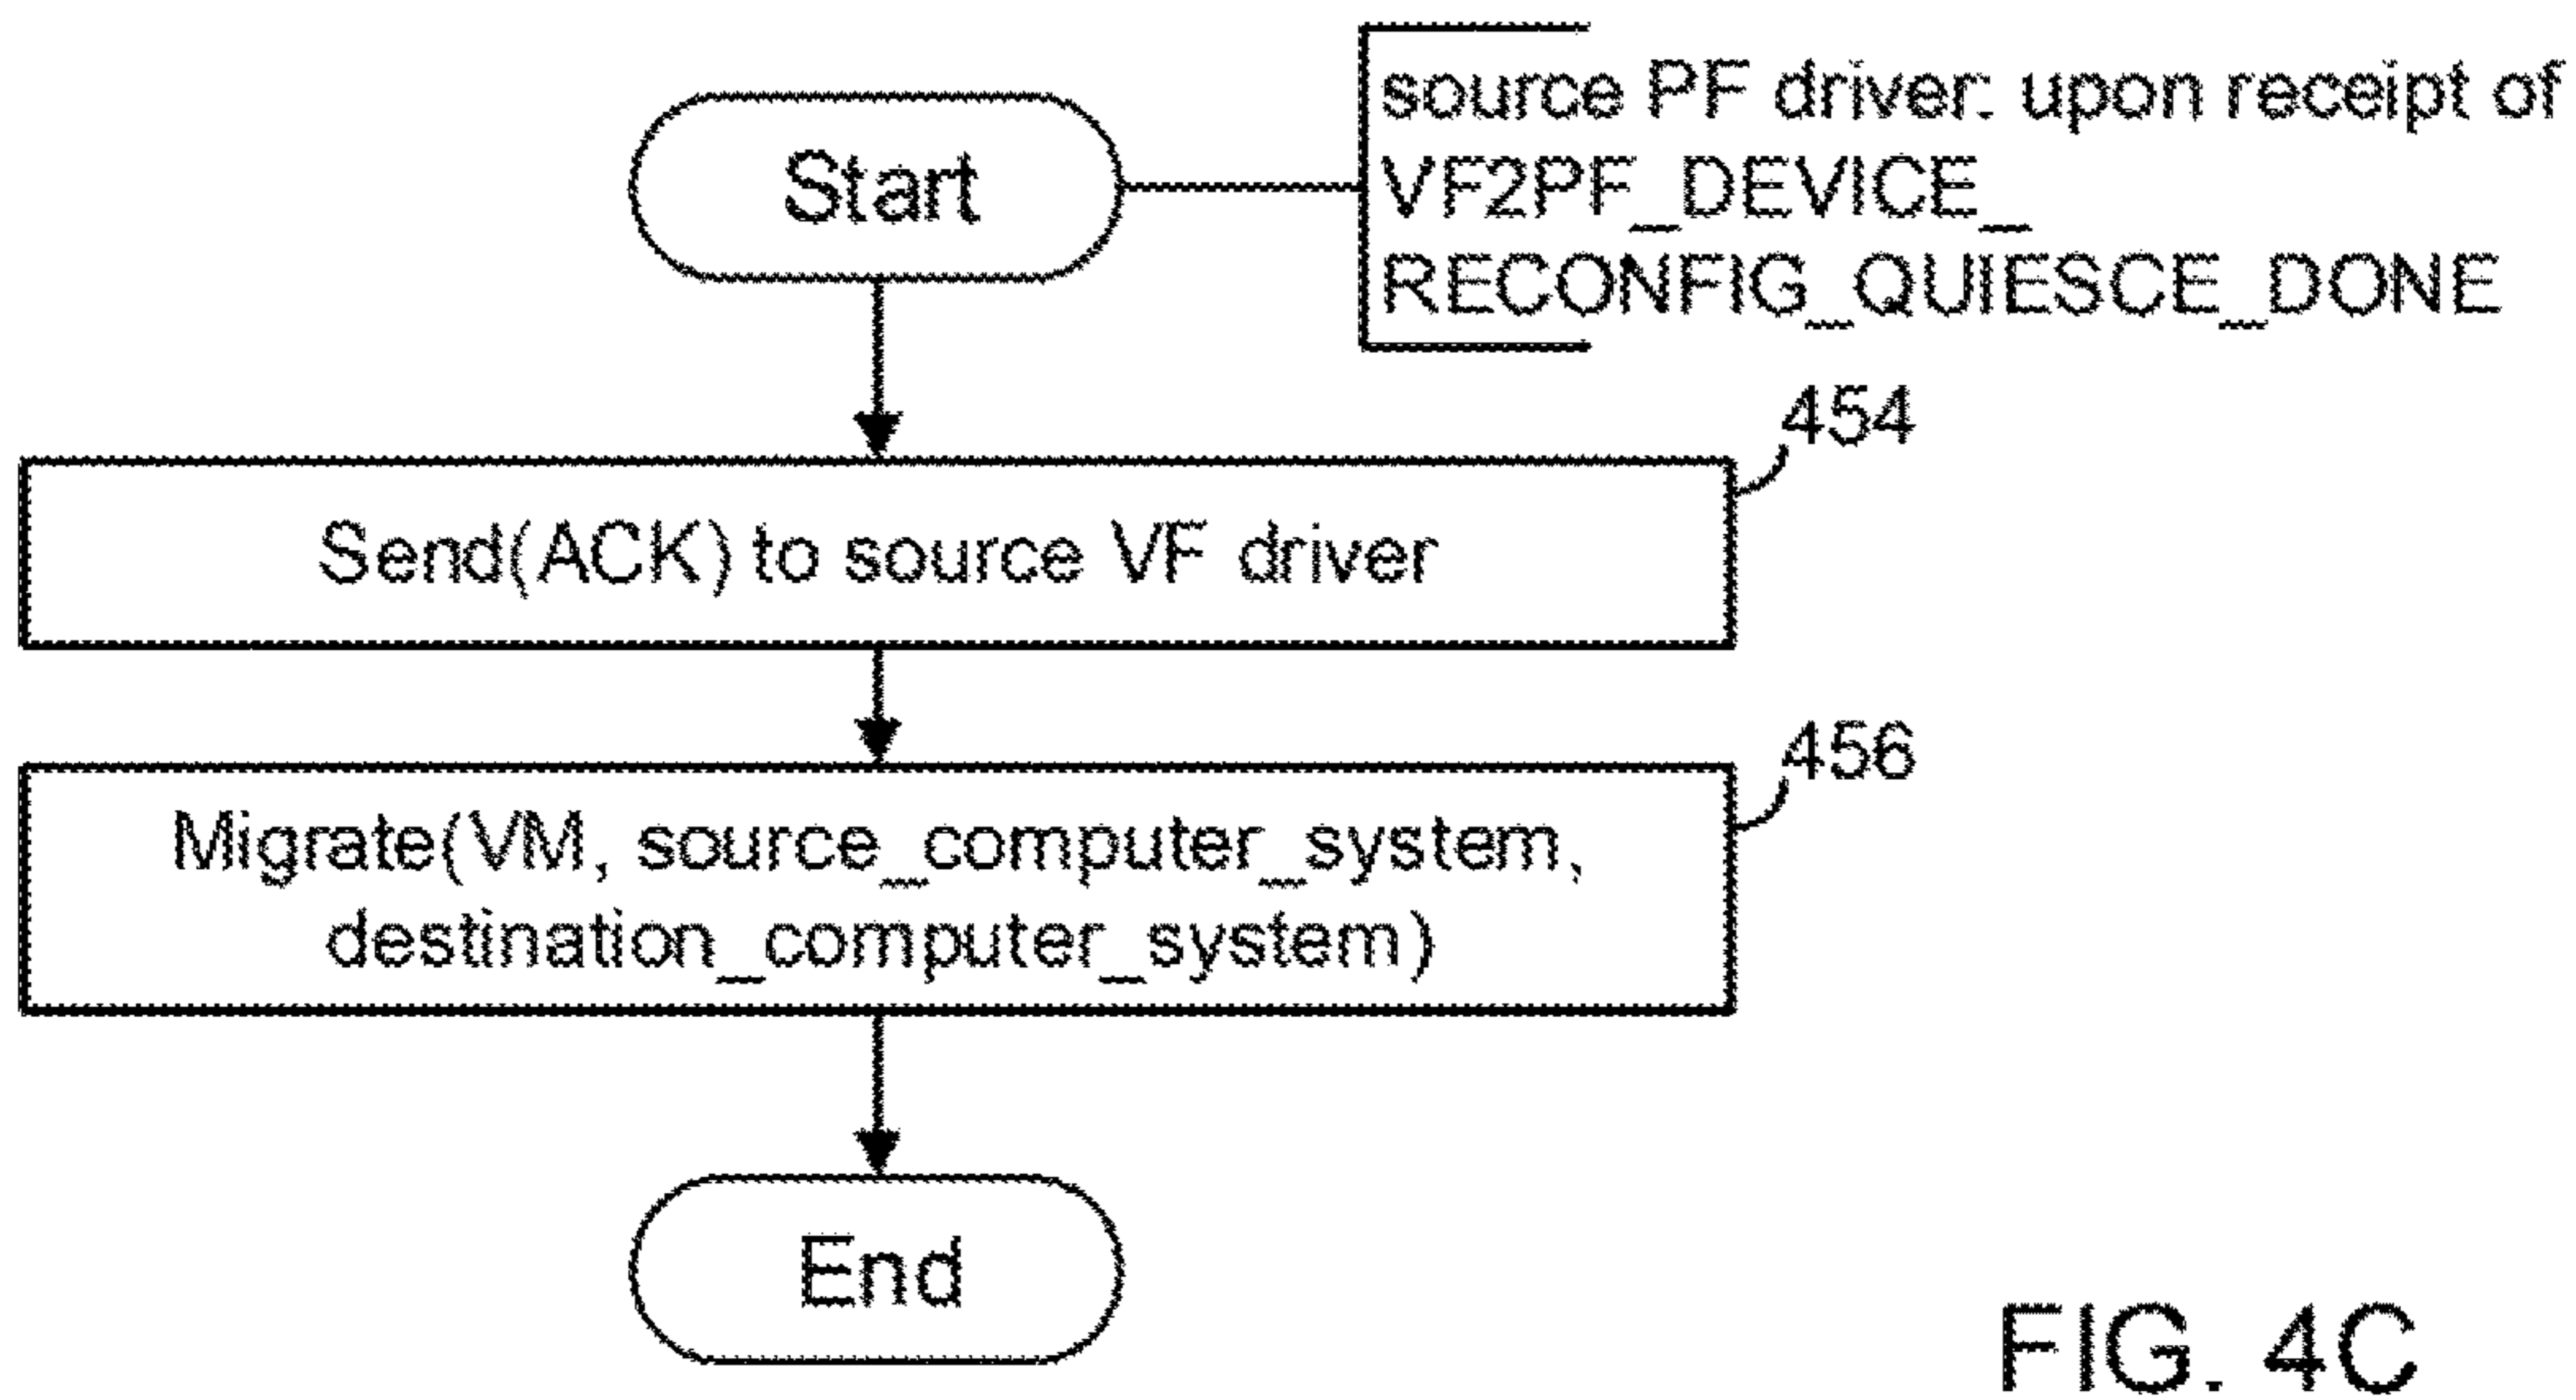 Start
source PF driver: upon receipt of
VF2PF_DEVICE_
RECONFIG_QUIESCE_DONE
454
Send(ACK) to source VF driver
456
Migrate(VM, source_computer_system,
destination_computer_system)
End
FIG. 4C